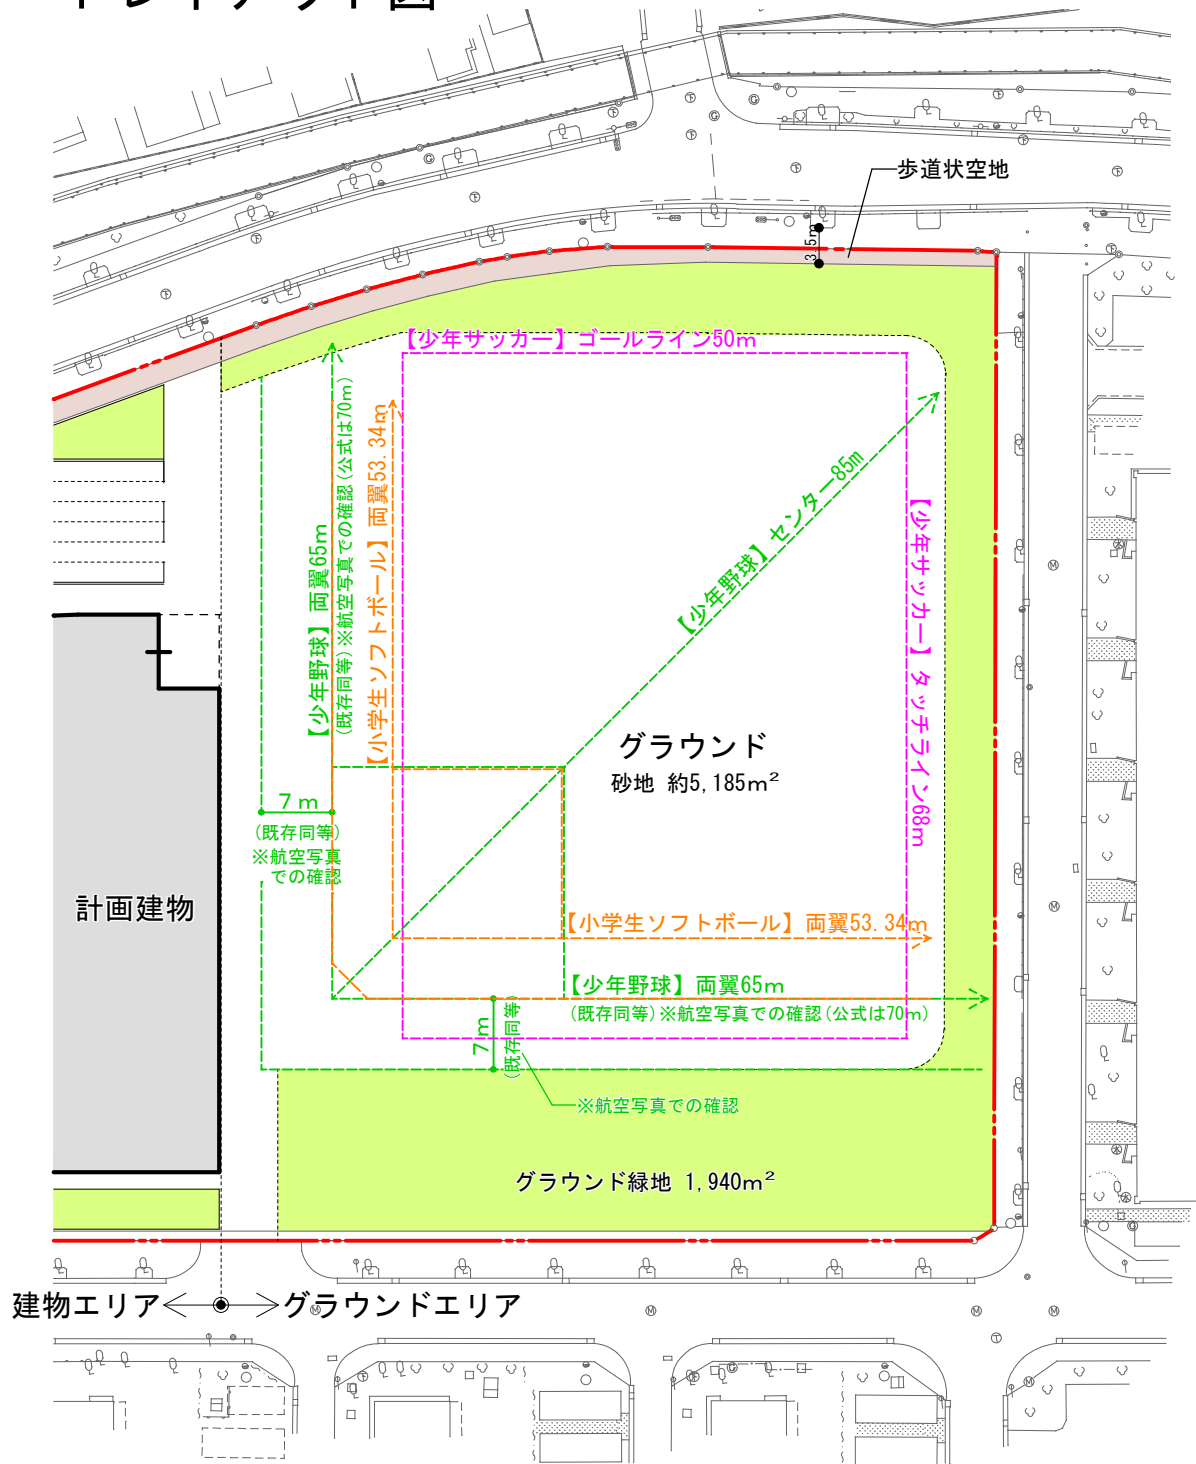 歩道状空地
3.5m
【少年サッカー】ゴールライン50m
【少年野球】両翼65m
(既存同等)※航空写真での確認(公式は70m)
【小学生ソフトボール】両翼53.34m
【少年野球】センター85m
【少年サッカー】タッチライン68m
グラウンド
砂地 約5,185m²
7m
(既存同等)
※航空写真
での確認
計画建物
【小学生ソフトボール】両翼53.34m
【少年野球】両翼65m
(既存同等)※航空写真での確認(公式は70m)
7m
(既存同等)
※航空写真での確認
グラウンド緑地 1,940m²
建物エリア
グラウンドエリア